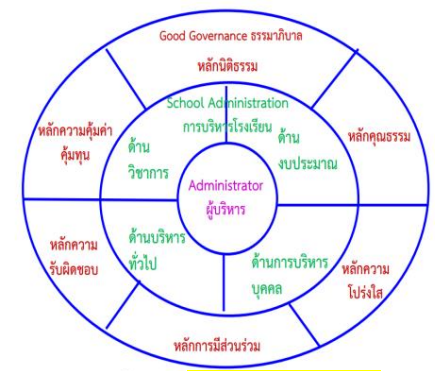 Good Governance ธรรมาภิบาล
หลักนิติธรรม
School Administration
การบริหารโรงเรียน
หลักความคุ้มค่า
คุ้มทุน
ด้าน
วิชาการ
ด้าน
งบประมาณ
หลักคุณธรรม
Administrator
ผู้บริหาร
หลักความ
รับผิดชอบ
ด้านบริหาร
ทั่วไป
ด้านการบริหาร
บุคคล
หลักความ
โปร่งใส
หลักการมีส่วนร่วม